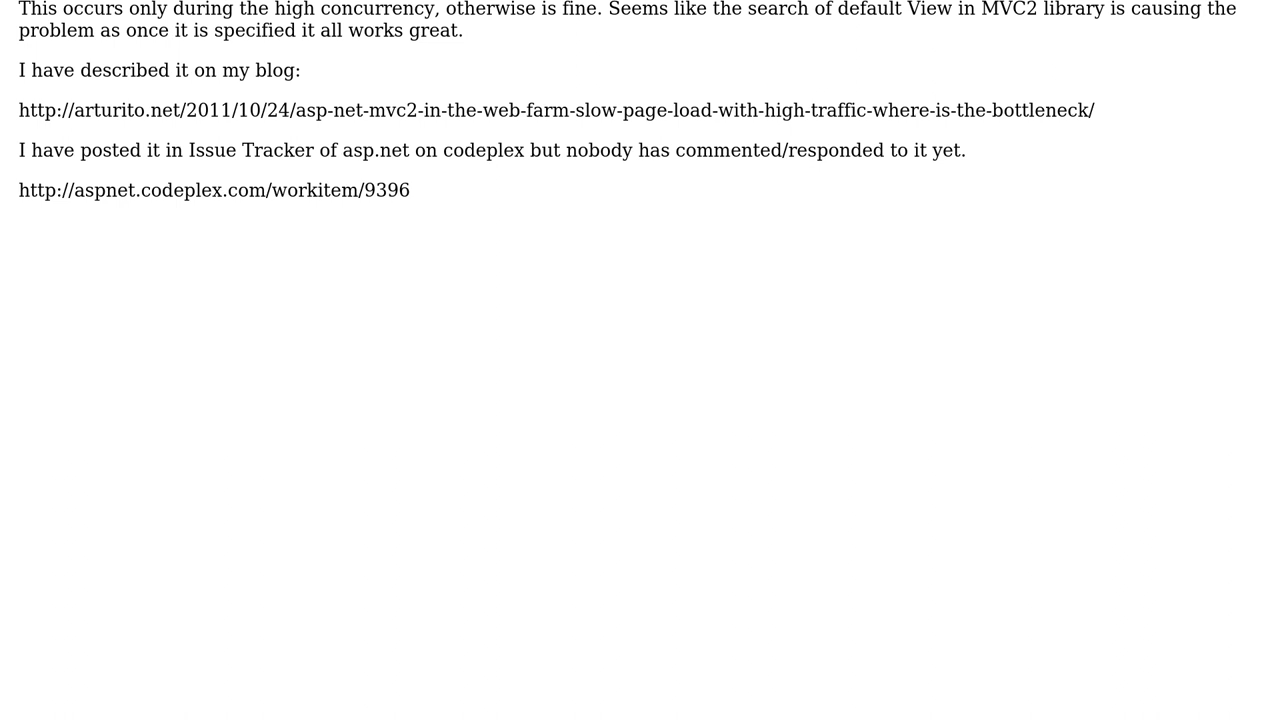 This occurs only during the high concurrency, otherwise is fine. Seems like the search of default View in MVC2 library is causing the
problem as once it is specified it all works great.
I have described it on my blog:
http://arturito.net/2011/10/24/asp-net-mvc2-in-the-web-farm-slow-page-load-with-high-traffic-where-is-the-bottleneck/
I have posted it in Issue Tracker of asp.net on codeplex but nobody has commented/responded to it yet.
http://aspnet.codeplex.com/workitem/9396